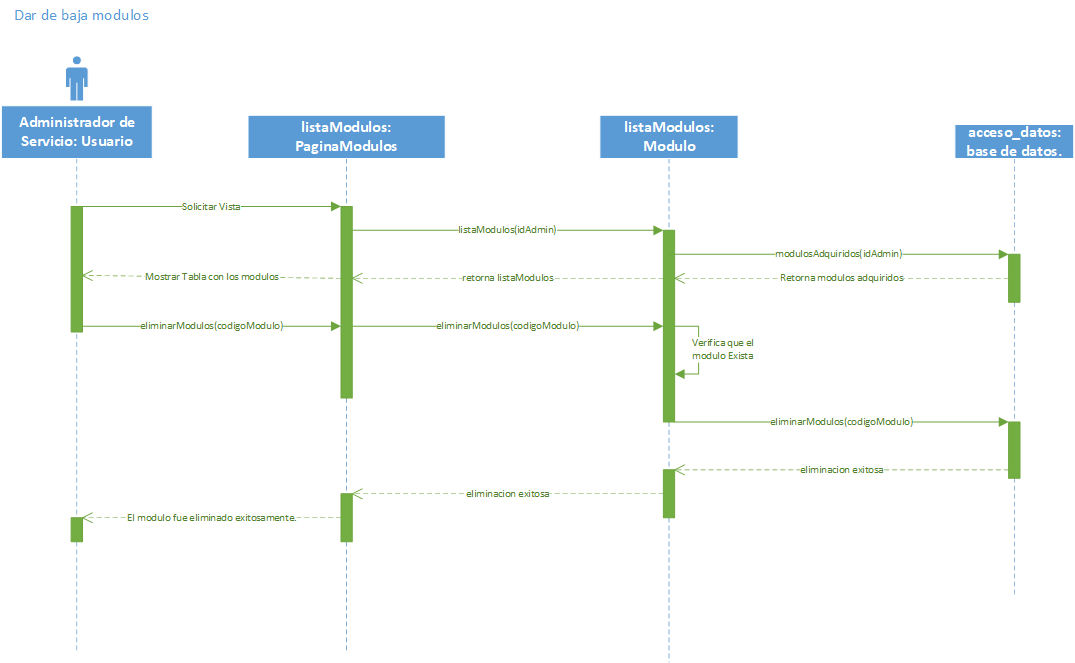 Dar de baja modulos
Administrador de
Servicio: Usuario
listaModulos:
PaginaModulos
listaModulos:
Modulo
acceso_datos:
base de datos.
Solicitar Vista
listaModulos(idAdmin)
modulosAdquiridos(idAdmin)
Mostrar Tabla con los modulos
retorna listaModulos
Retorna modulos adquiridos
eliminarModulos(codigoModulo)
eliminarModulos(codigoModulo)
Verifica que el
modulo Exista
eliminarModulos(codigoModulo)
eliminacion exitosa
eliminacion exitosa
El modulo fue eliminado exitosamente.